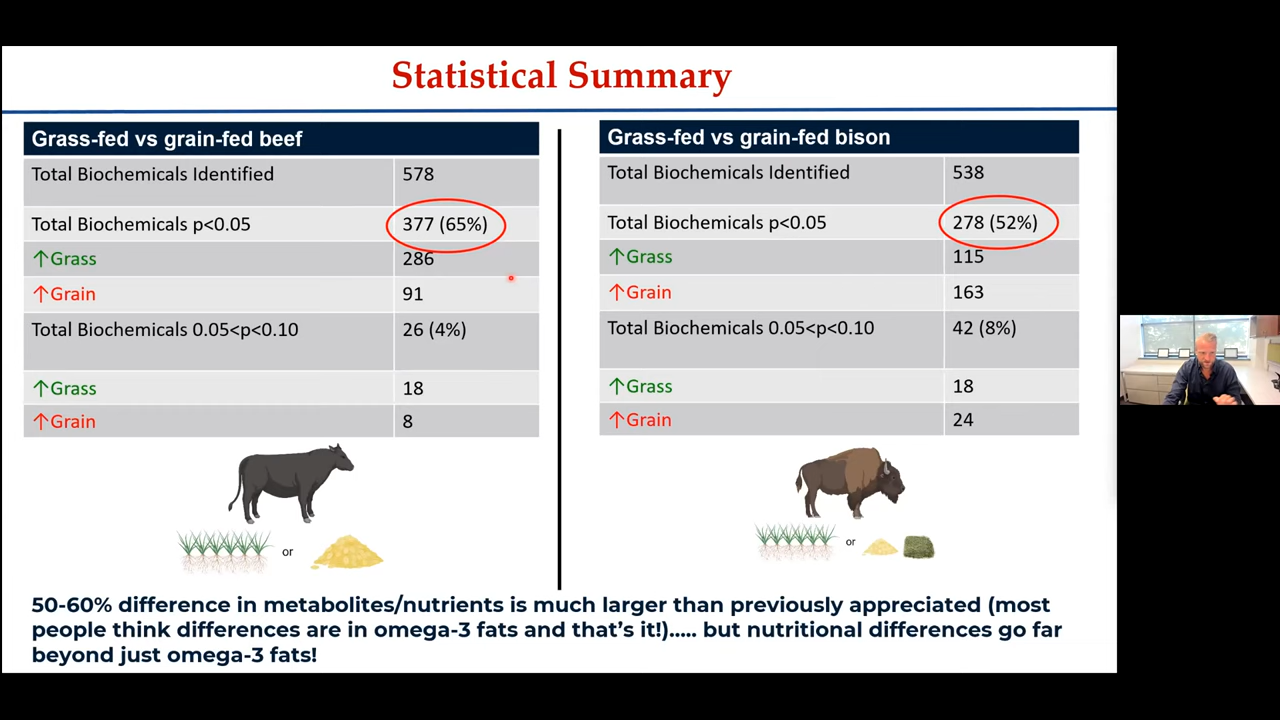 Statistical Summary
Grass-fed vs grain-fed beef
Total Biochemicals Identified 578
Total Biochemicals p<0.05 377 (65%)
↑Grass 286
↑Grain 91
Total Biochemicals 0.05<p<0.10 26 (4%)
↑Grass 18
↑Grain 8
or
Grass-fed vs grain-fed bison
Total Biochemicals Identified 538
Total Biochemicals p<0.05 278 (52%)
↑Grass 115
↑Grain 163
Total Biochemicals 0.05<p<0.10 42 (8%)
↑Grass 18
↑Grain 24
or
50-60% difference in metabolites/nutrients is much larger than previously appreciated (most
people think differences are in omega-3 fats and that's it!)..... but nutritional differences go far
beyond just omega-3 fats!